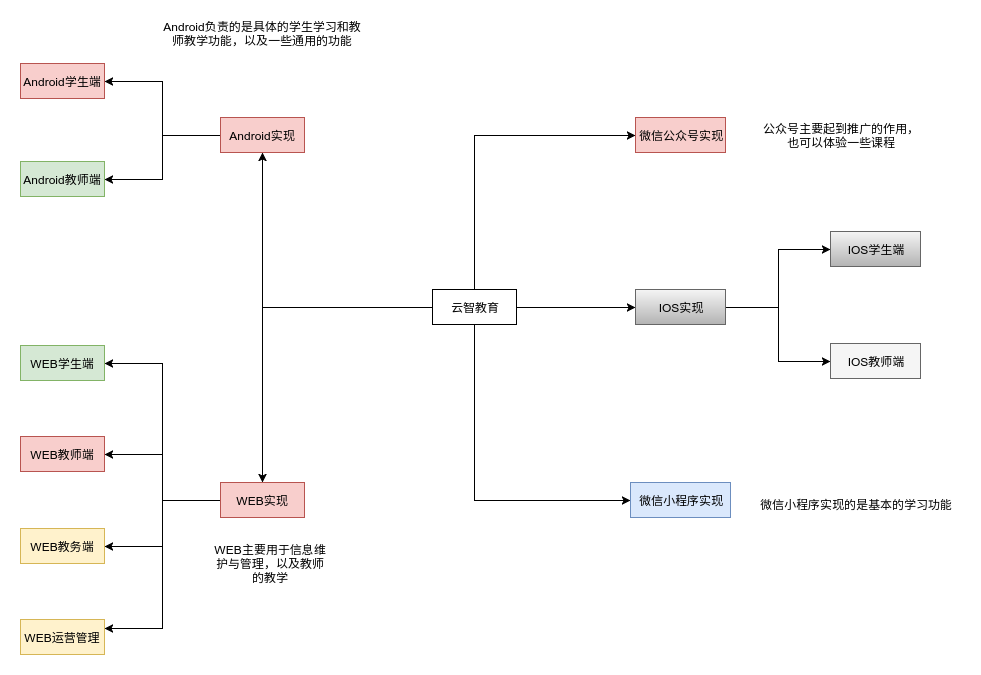 Android负责的是具体的学生学习和教
师教学功能，以及一些通用的功能
Android学生端
Android实现
Android教师端
微信公众号实现
公众号主要起到推广的作用，
也可以体验一些课程
IOS学生端
云智教育
IOS实现
IOS教师端
WEB学生端
WEB教师端
WEB实现
WEB教务端
WEB运营管理
WEB主要用于信息维
护与管理，以及教师
的教学
微信小程序实现
微信小程序实现的是基本的学习功能